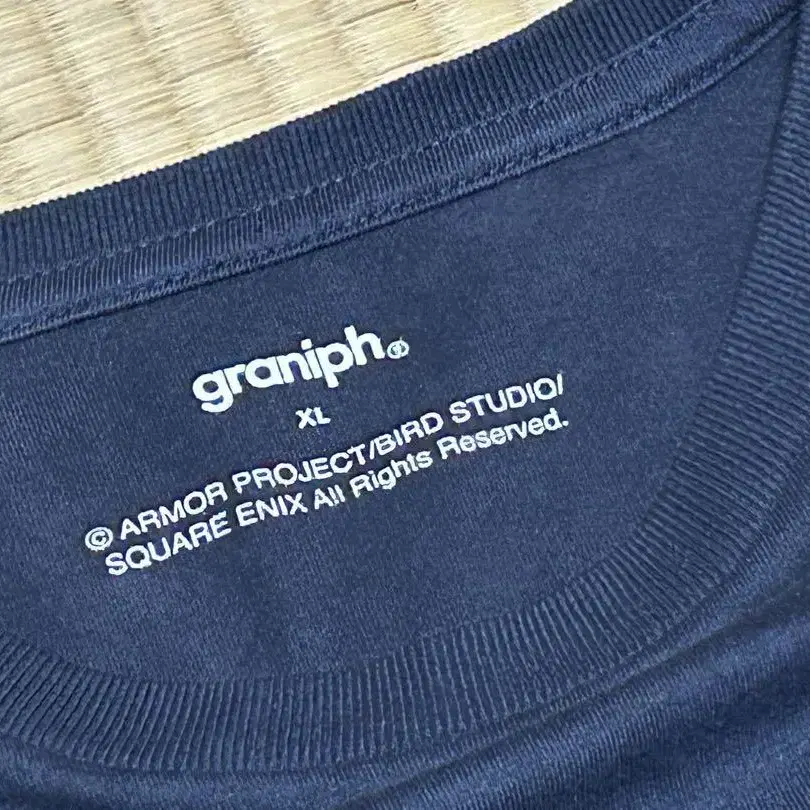 graniph®
XL
© ARMOR PROJECT/BIRD STUDIO/
SQUARE ENIX All Rights Reserved.